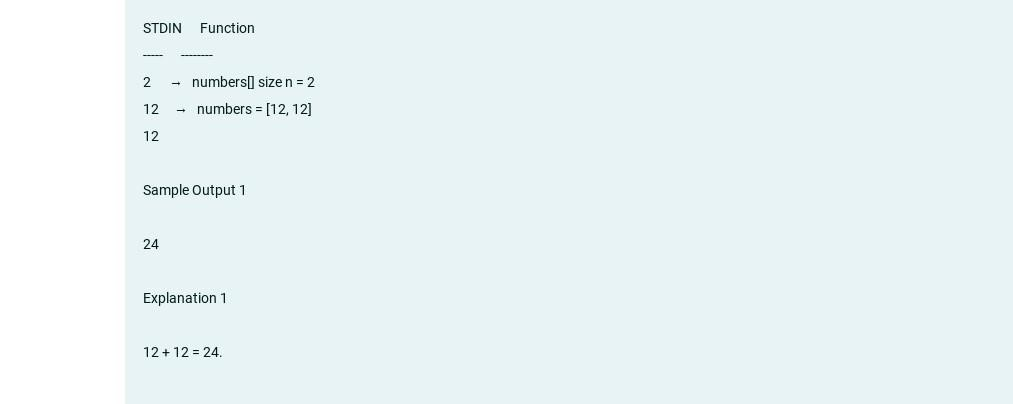 STDIN Function
----- --------
2 → numbers[] size n = 2
12 → numbers = [12, 12]
12
Sample Output 1
24
Explanation 1
12 + 12 = 24.